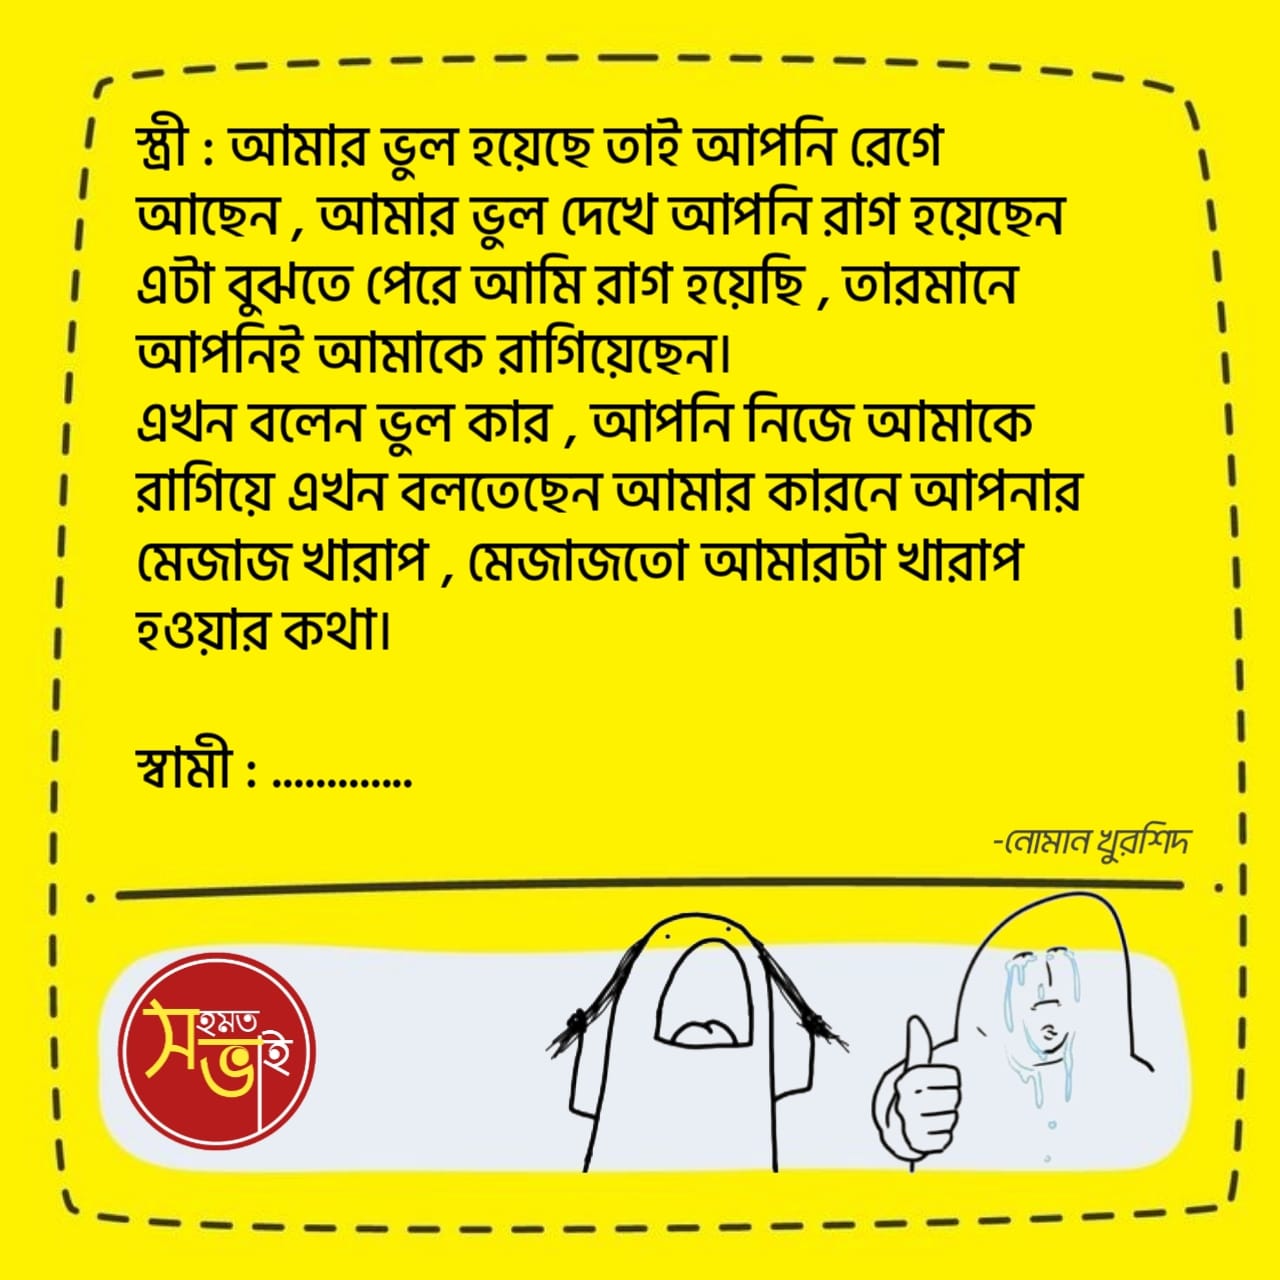 স্ত্রী : আমার ভুল হয়েছে তাই আপনি রেগে
আছেন , আমার ভুল দেখে আপনি রাগ হয়েছেন
এটা বুঝতে পেরে আমি রাগ হয়েছি , তারমানে
আপনিই আমাকে রাগিয়েছেন।
এখন বলেন ভুল কার , আপনি নিজে আমাকে
রাগিয়ে এখন বলতেছেন আমার কারনে আপনার
মেজাজ খারাপ , মেজাজতো আমারটা খারাপ
হওয়ার কথা।
স্বামী : .............
-নোমান খুরশিদ
সহমত
ভাই